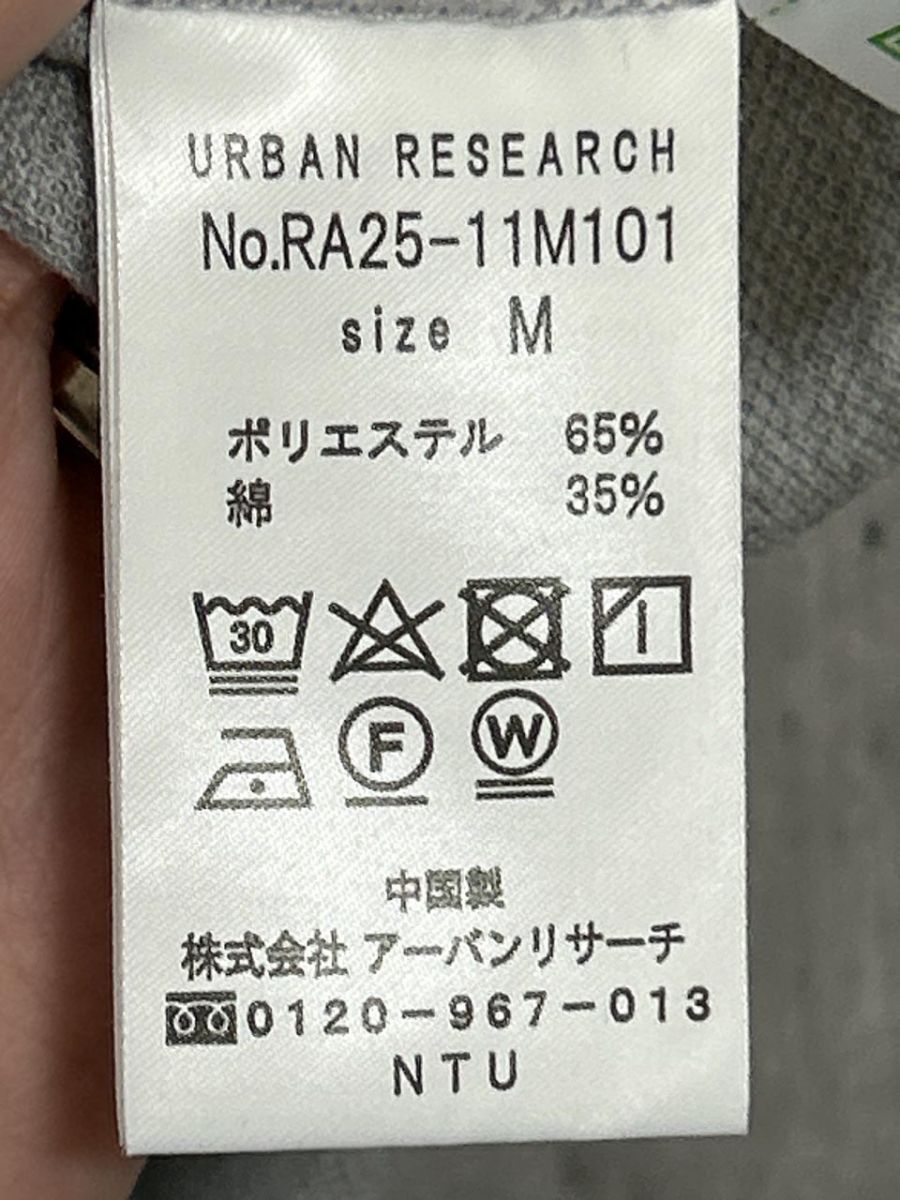 URBAN RESEARCH
No.RA25-11M101
size M
ポリエステル 65%
綿 35%
30
F W
中国製
株式会社 アーバンリサーチ
0120-967-013
NTU